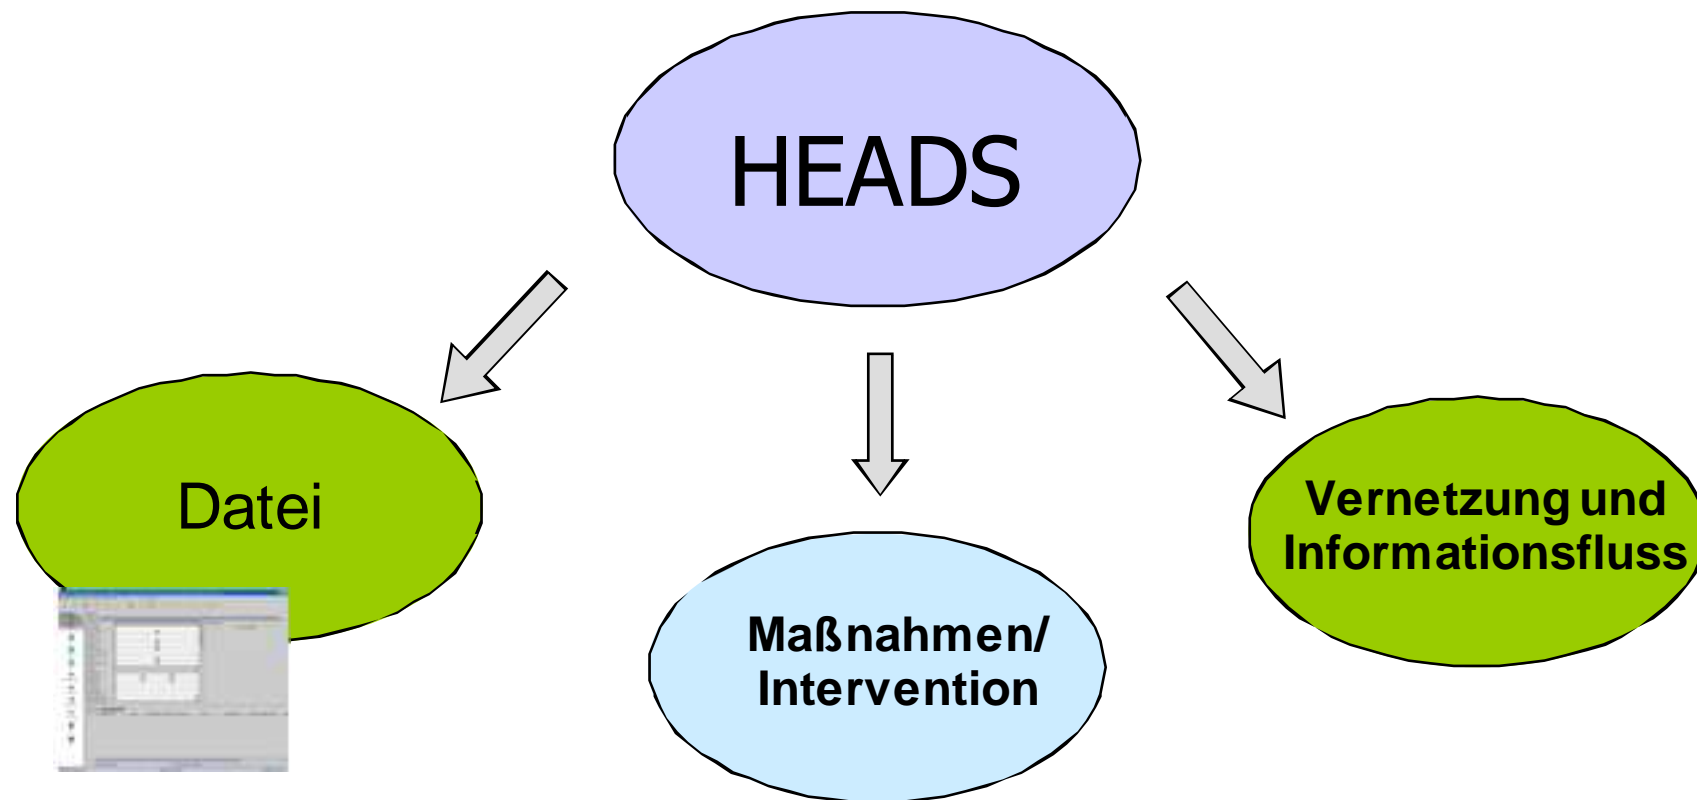 HEADS
Datei
Maßnahmen/
Intervention
Vernetzung und
Informationsfluss